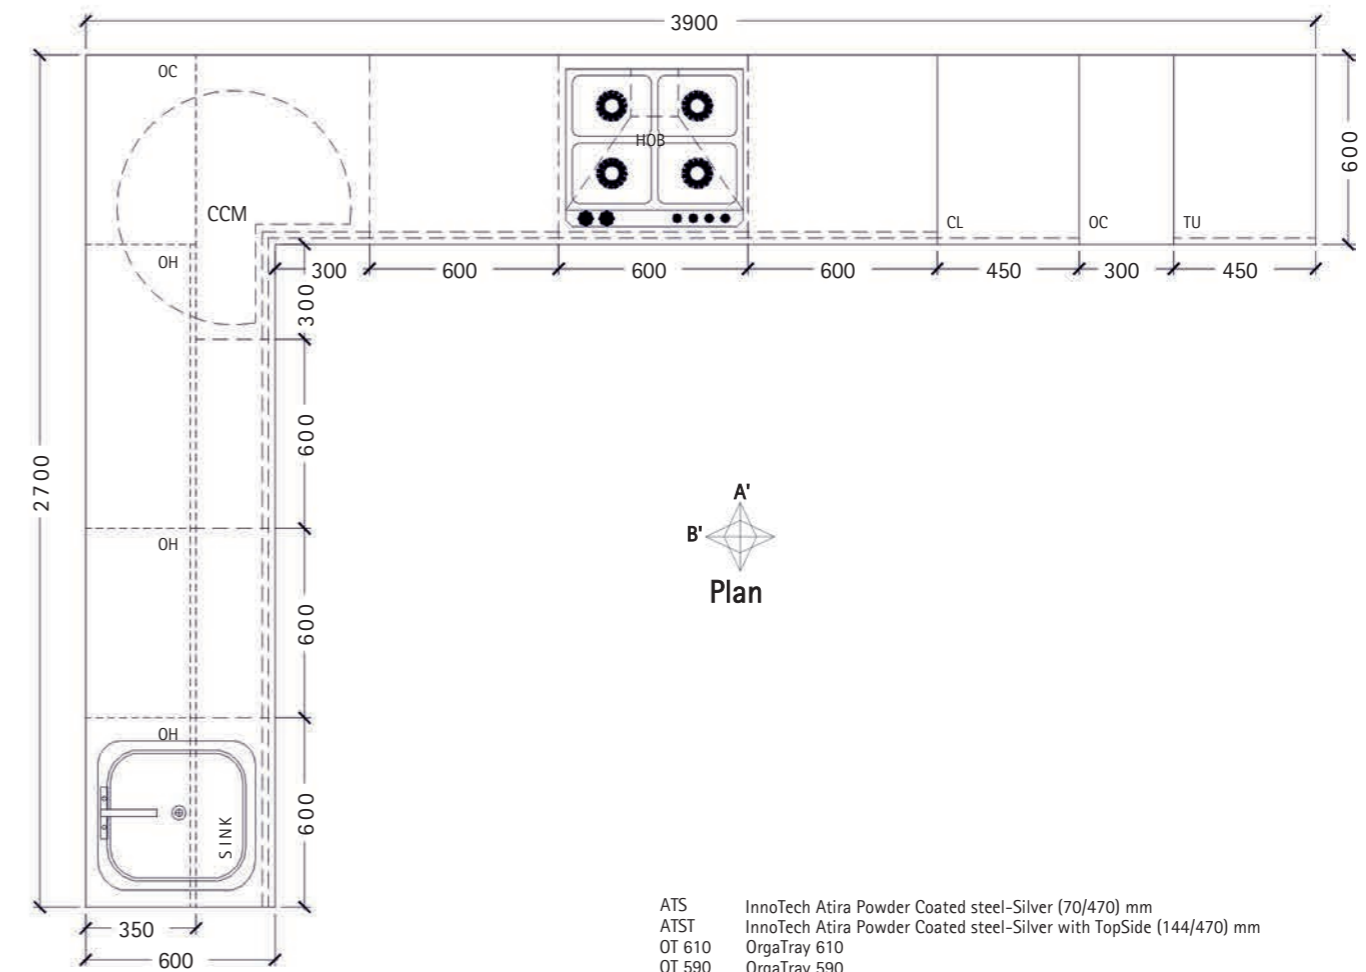 3900
OC
HOB
600
CCM
CL
OC
TU
OH
300
600
600
600
450
300
450
300
600
2700
A'
B'
OH
Plan
600
OH
SINK
600
350
600
ATS InnoTech Atira Powder Coated steel-Silver (70/470) mm
ATST InnoTech Atira Powder Coated steel-Silver with TopSide (144/470) mm
OT 610 OrgaTray 610
OT 590 OrgaTray 590